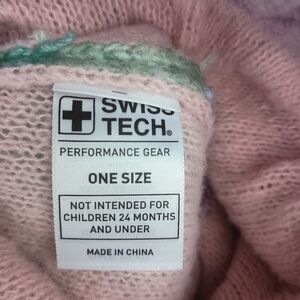 SWISS
TECH®
PERFORMANCE GEAR
ONE SIZE
NOT INTENDED FOR
CHILDREN 24 MONTHS
AND UNDER
MADE IN CHINA